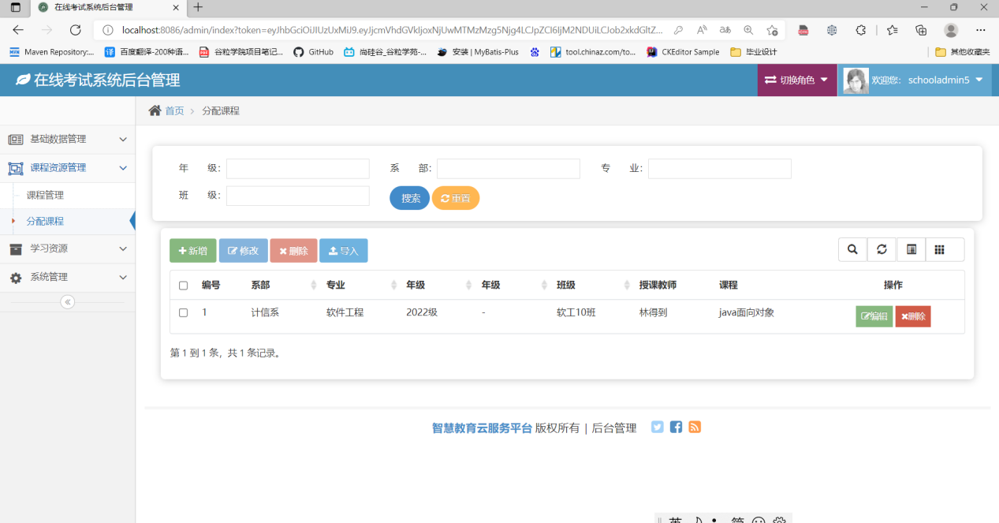 在线考试系统后台管理
localhost:8086/admin/index?token=eyJhbGciOiJIUzUxMiJ9.eyJjcmVhdGVkIjoxNjUwMTMzMzg5Njg4LCJpZCI6IjM2NDUiLCJob2xkdGltZ...
Maven Repository:... 百度翻译-200种语... 谷粒学院项目笔记... GitHub 尚硅谷_谷粒学苑-... 安装 | MyBatis-Plus tool.chinaz.com/to... CKEditor Sample 毕业设计 其他收藏夹
在线考试系统后台管理 切换角色 欢迎您: schooladmin5
首页 > 分配课程
基础数据管理
课程资源管理
课程管理
分配课程
学习资源
系统管理
年 级: 系 部: 专 业:
班 级: 搜索 重置
新增 修改 删除 导入
编号 系部 专业 年级 年级 班级 授课教师 课程 操作
1 计信系 软件工程 2022级 - 软工10班 林得到 java面向对象 编辑 删除
第 1 到 1 条，共 1 条记录。
智慧教育云服务平台 版权所有 | 后台管理
英 简